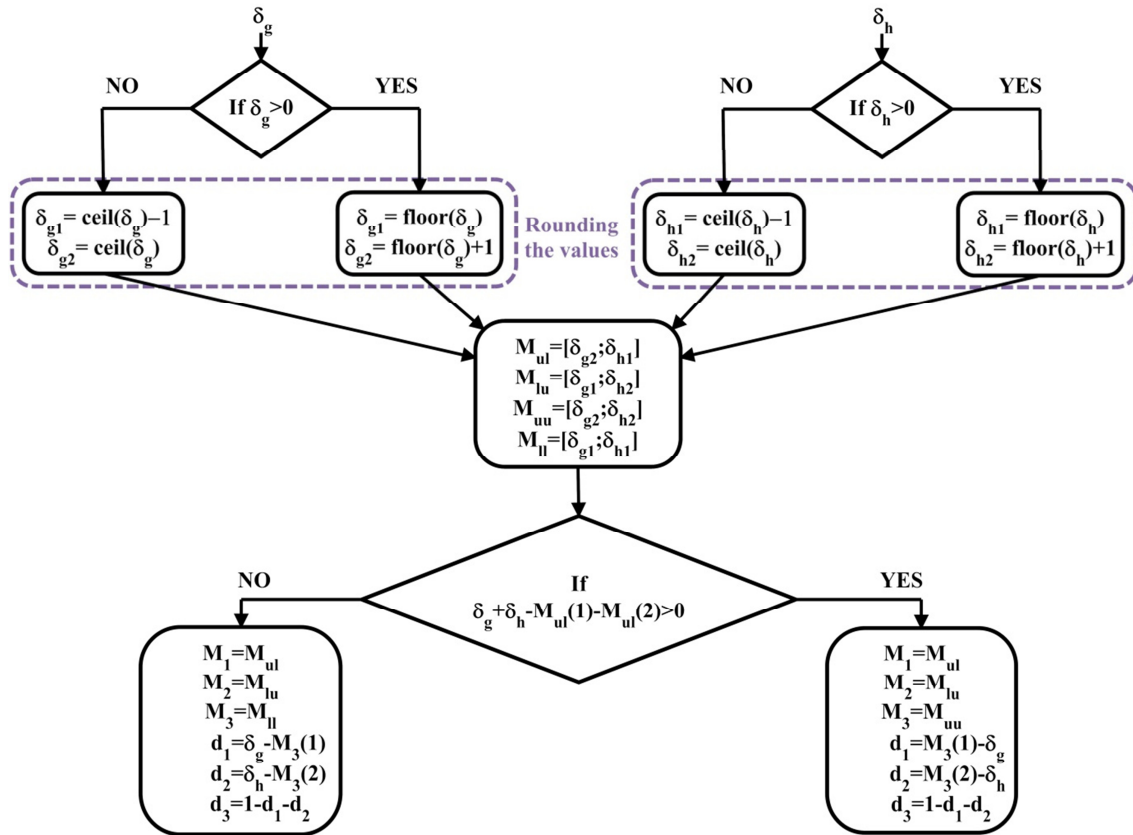 δg
δh
NO
If δg>0
YES
NO
If δh>0
YES
δg1= ceil(δg)−1
δg2= ceil(δg)
δg1= floor(δg)
δg2= floor(δg)+1
Rounding
the values
δh1= ceil(δh)−1
δh2= ceil(δh)
δh1= floor(δh)
δh2= floor(δh)+1
Mul=[δg2;δh1]
Mlu=[δg1;δh2]
Muu=[δg2;δh2]
Mll=[δg1;δh1]
NO
If
δg+δh-Mul(1)-Mul(2)>0
YES
M1=Mul
M2=Mlu
M3=Mll
d1=δg-M3(1)
d2=δh-M3(2)
d3=1-d1-d2
M1=Mul
M2=Mlu
M3=Muu
d1=M3(1)-δg
d2=M3(2)-δh
d3=1-d1-d2